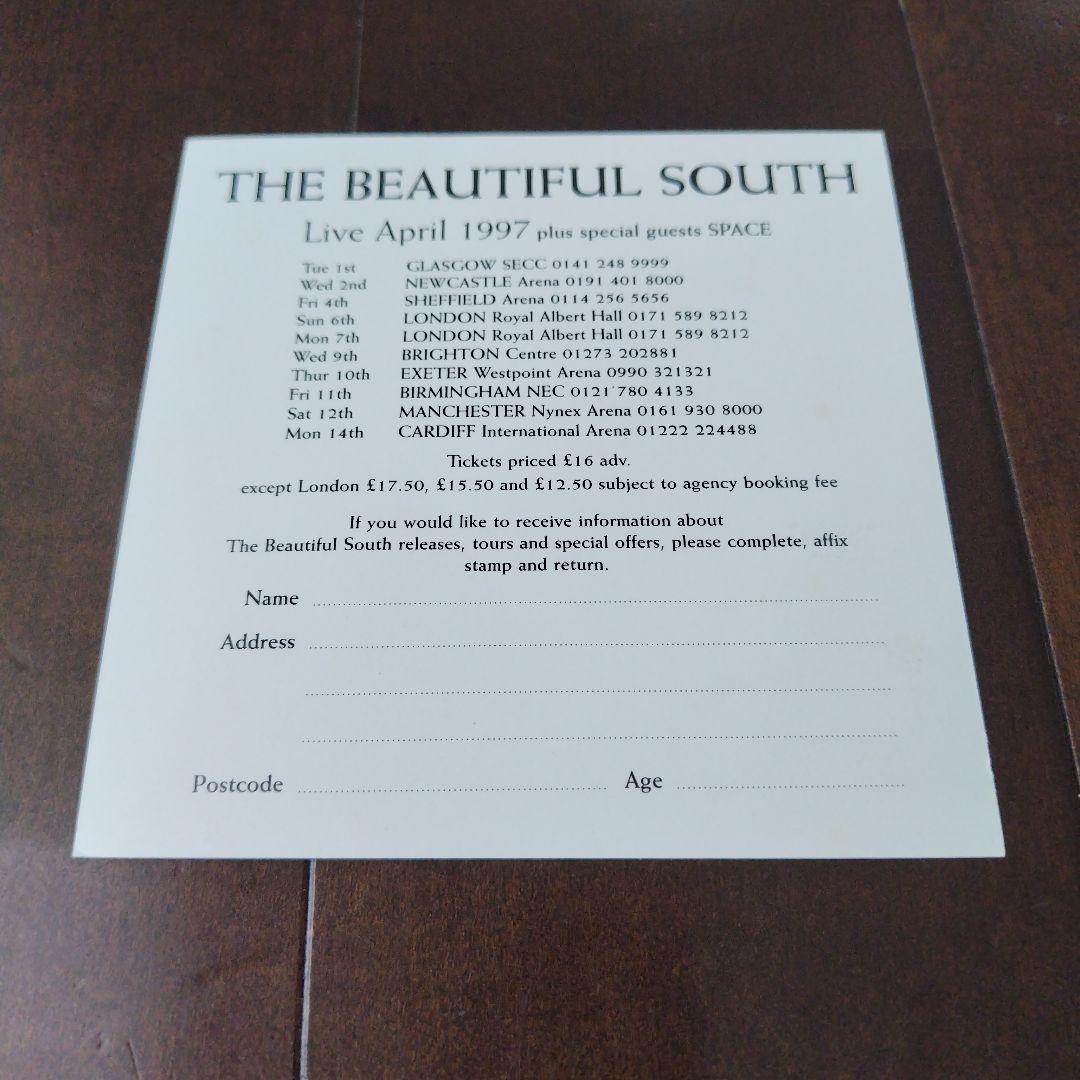 THE BEAUTIFUL SOUTH
Live April 1997 plus special guests SPACE
Tue 1st GLASGOW SECC 0141 248 9999
Wed 2nd NEWCASTLE Arena 0191 401 8000
Fri 4th SHEFFIELD Arena 0114 256 5656
Sun 6th LONDON Royal Albert Hall 0171 589 8212
Mon 7th LONDON Royal Albert Hall 0171 589 8212
Wed 9th BRIGHTON Centre 01273 202881
Thur 10th EXETER Westpoint Arena 0990 321321
Fri 11th BIRMINGHAM NEC 0121 780 4133
Sat 12th MANCHESTER Nynex Arena 0161 930 8000
Mon 14th CARDIFF International Arena 01222 224488
Tickets priced £16 adv.
except London £17.50, £15.50 and £12.50 subject to agency booking fee
If you would like to receive information about
The Beautiful South releases, tours and special offers, please complete, affix
stamp and return.
Name
Address
Postcode Age